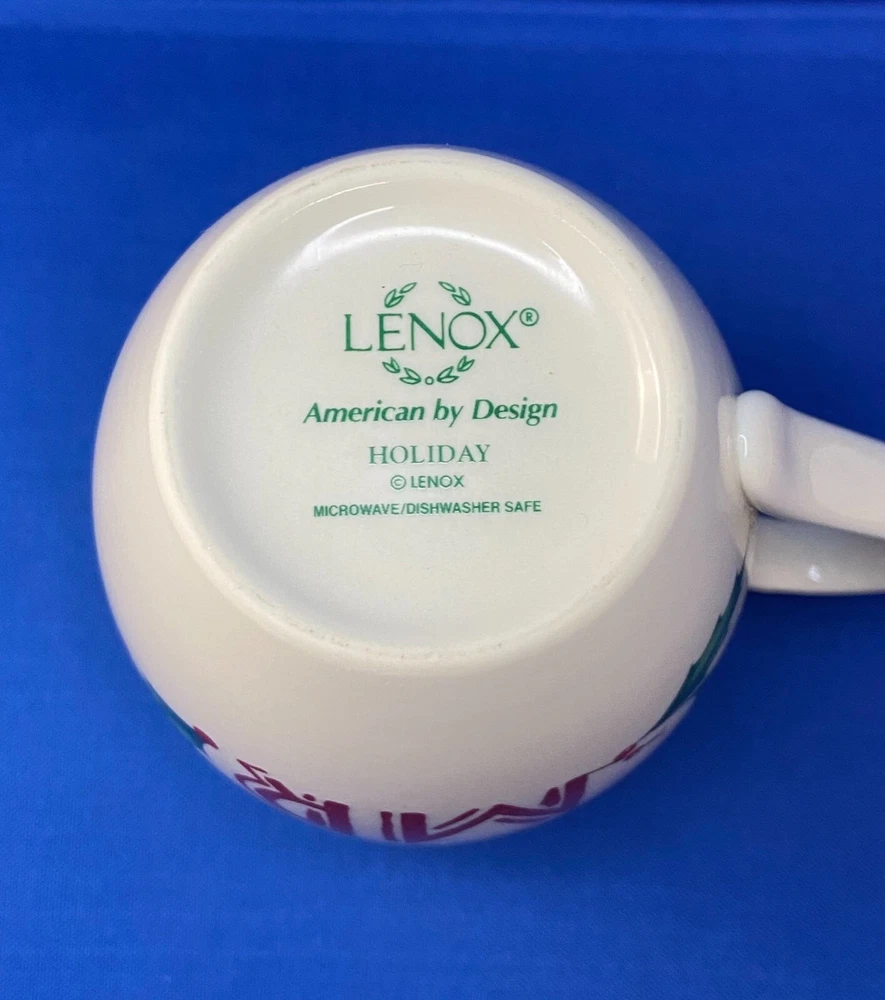 LENOX®
American by Design
HOLIDAY
© LENOX
MICROWAVE/DISHWASHER SAFE